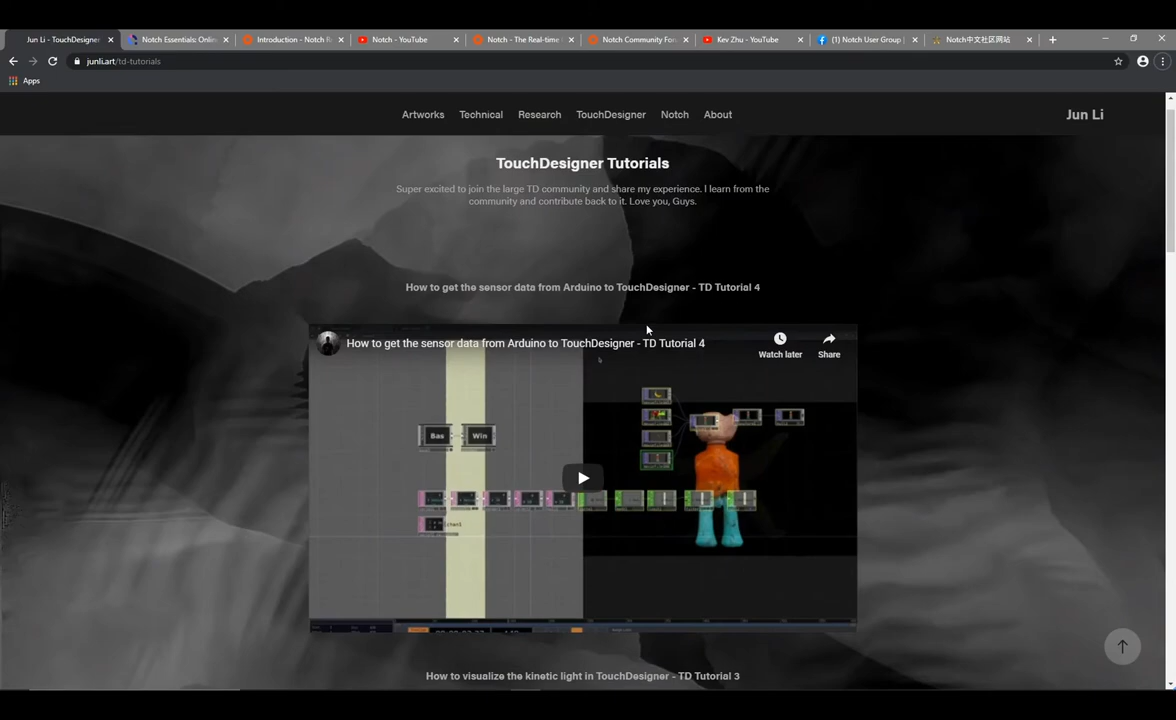 Jun Li - TouchDesigner
Notch Essentials: Onlin
Introduction - Notch R
Notch - YouTube
Notch - The Real-time
Notch Community For
Kev Zhu - YouTube
(1) Notch User Group |
Notch中文社区网站
junli.art/td-tutorials
Apps
Artworks
Technical
Research
TouchDesigner
Notch
About
Jun Li
TouchDesigner Tutorials
Super excited to join the large TD community and share my experience. I learn from the
community and contribute back to it. Love you, Guys.
How to get the sensor data from Arduino to TouchDesigner - TD Tutorial 4
How to get the sensor data from Arduino to TouchDesigner - TD Tutorial 4
Watch later
Share
Bas
Win
How to visualize the kinetic light in TouchDesigner - TD Tutorial 3